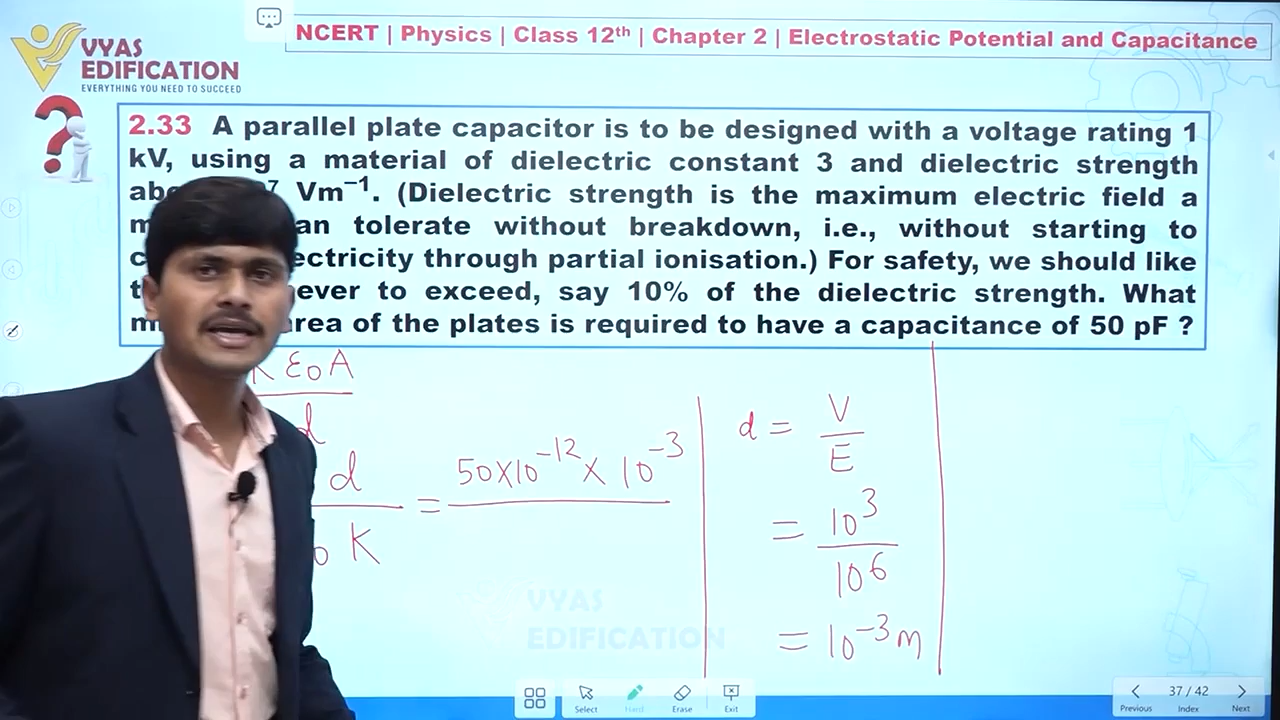 NCERT | Physics | Class 12th | Chapter 2 | Electrostatic Potential and Capacitance
VYAS
EDIFICATION
EVERYTHING YOU NEED TO SUCCEED
2.33 A parallel plate capacitor is to be designed with a voltage rating 1
kV, using a material of dielectric constant 3 and dielectric strength
Vm⁻¹. (Dielectric strength is the maximum electric field a
tolerate without breakdown, i.e., without starting to
through partial ionisation.) For safety, we should like
to exceed, say 10% of the dielectric strength. What
of the plates is required to have a capacitance of 50 pF ?
K ε₀ A
d
d
K
= 50×10⁻¹² × 10⁻³
d = V
E
= 10³
10⁶
= 10⁻³ m
VYAS
EDIFICATION
Select
Hard
Erase
Exit
Previous
37 / 42
Index
Next